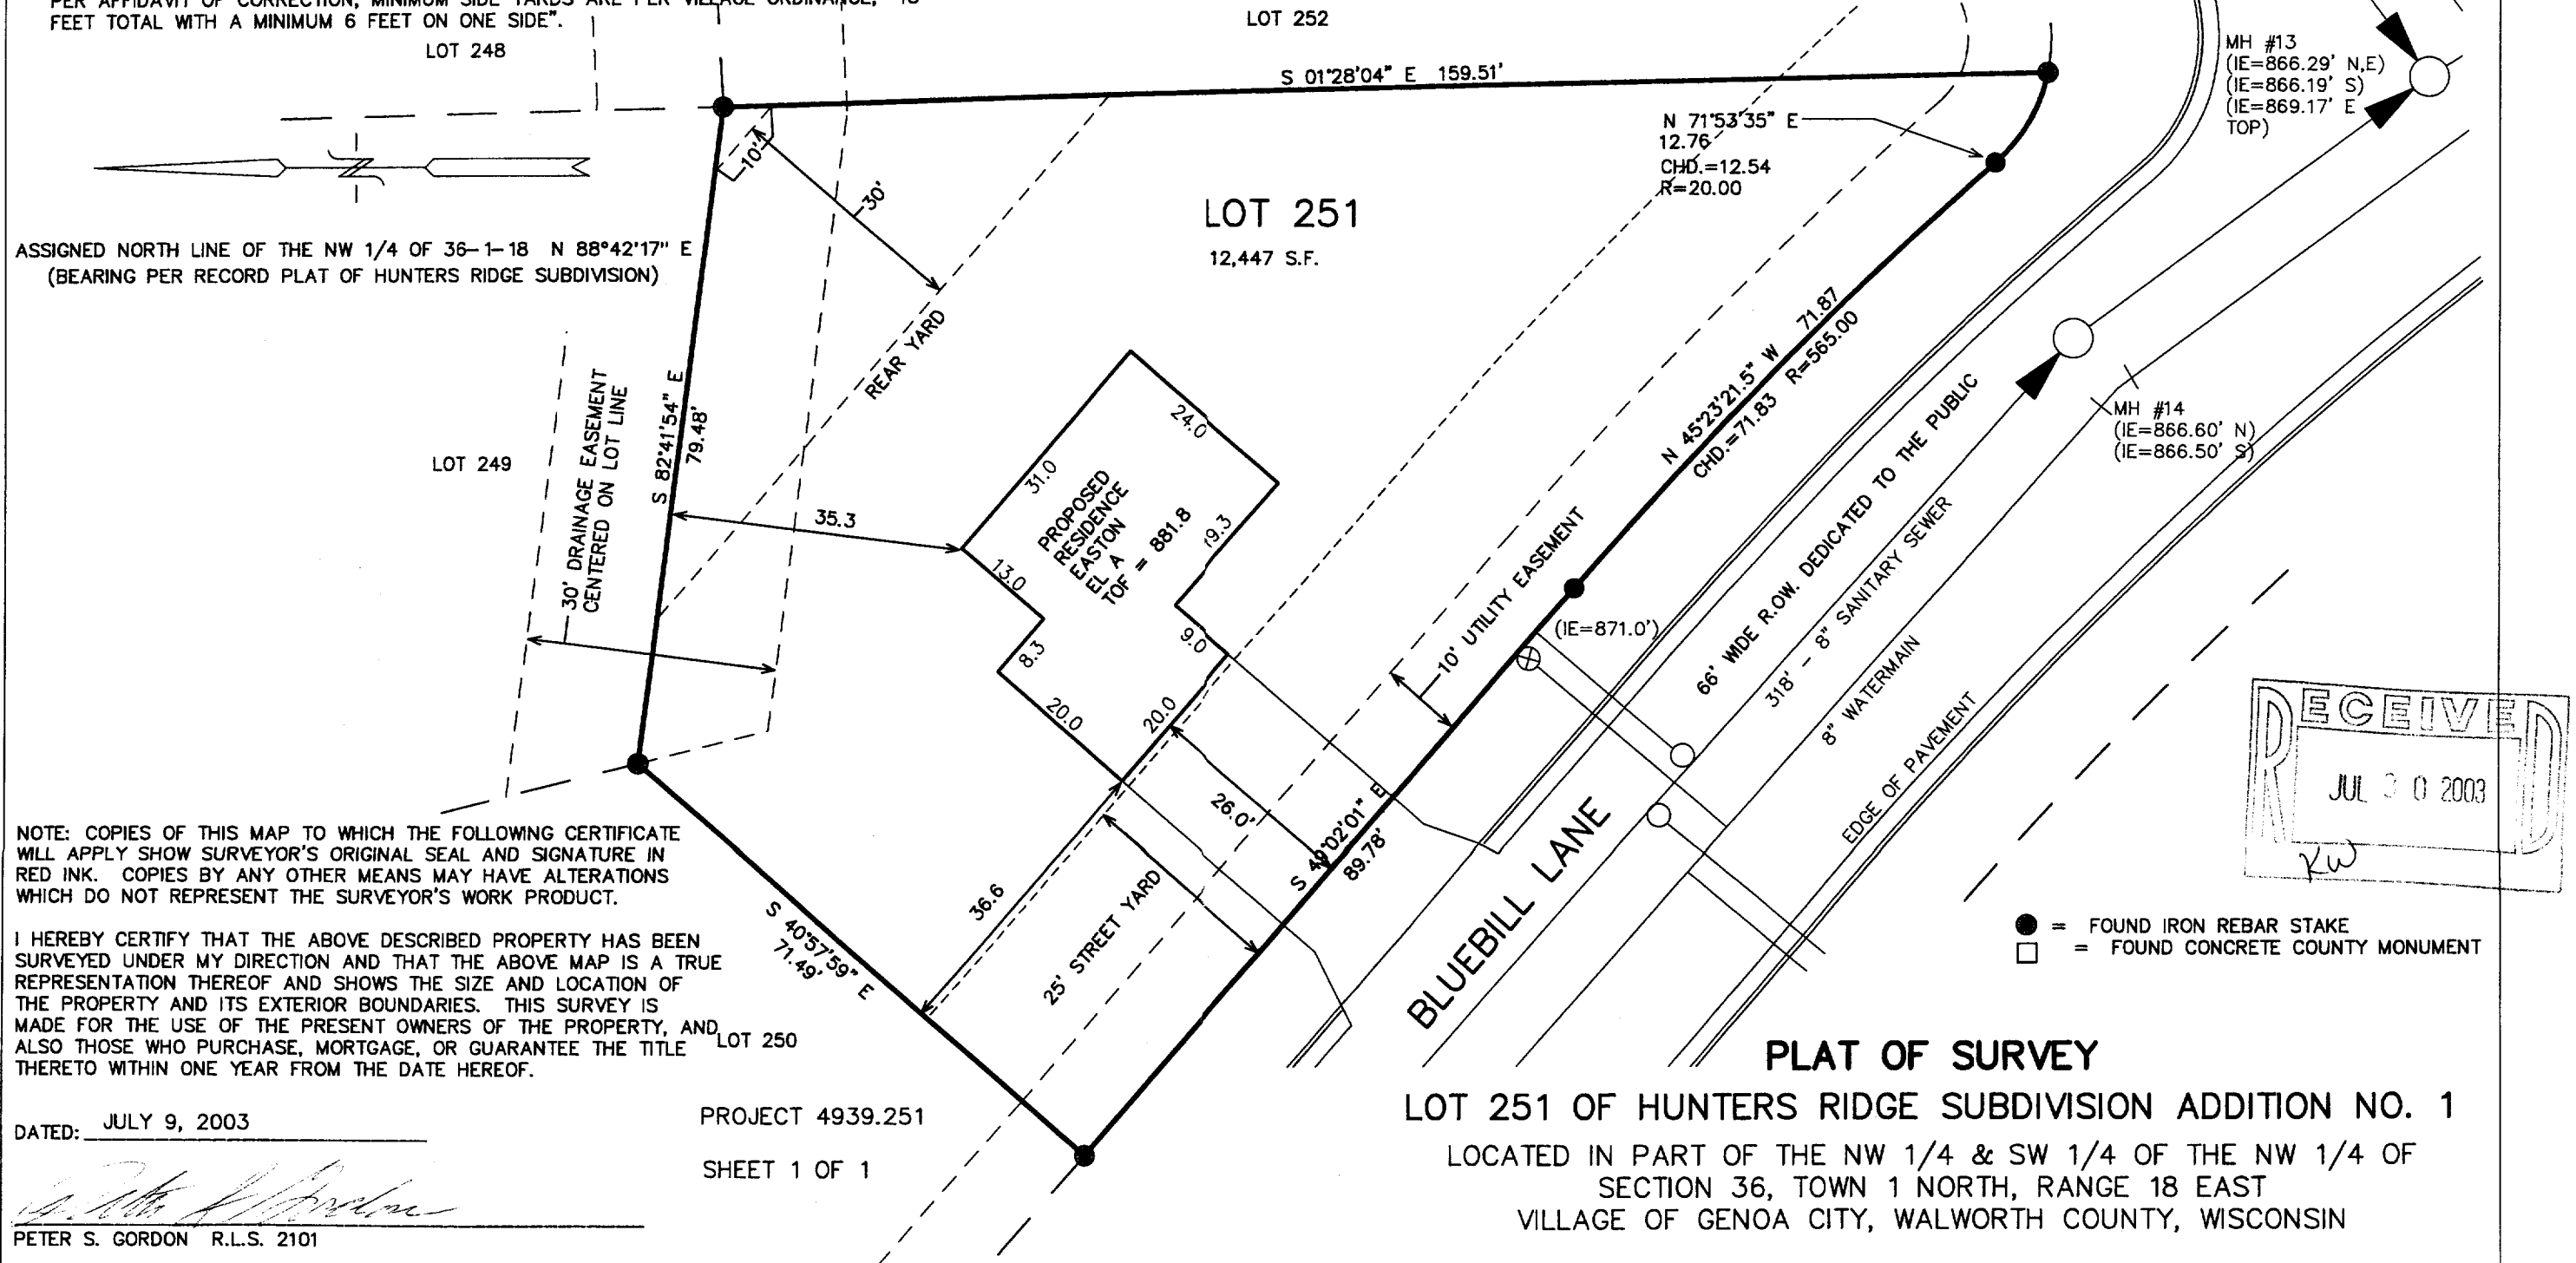 PER AFFIDAVIT OF CORRECTION, MINIMUM SIDE YARDS ARE PER VILLAGE ORDINANCE,
FEET TOTAL WITH A MINIMUM 6 FEET ON ONE SIDE".
LOT 248
LOT 252
S 01°28'04" E 159.51'
MH #13
(IE=866.29' N,E)
(IE=866.19' S)
(IE=869.17' E
TOP)
N 71°53'35" E
12.76
CHD.=12.54
R=20.00
10'
30'
LOT 251
12,447 S.F.
ASSIGNED NORTH LINE OF THE NW 1/4 OF 36-1-18 N 88°42'17" E
(BEARING PER RECORD PLAT OF HUNTERS RIDGE SUBDIVISION)
REAR YARD
S 82°41'54" E
79.48'
30' DRAINAGE EASEMENT
CENTERED ON LOT LINE
LOT 249
35.3
31.0
24.0
13.0
PROPOSED
RESIDENCE
EASTON
EL A
TOF = 881.8
19.3
8.3
9.0
20.0
20.0
N 45°23'21.5" W 71.87
CHD.=71.83 R=565.00
MH #14
(IE=866.60' N)
(IE=866.50' S)
10' UTILITY EASEMENT
(IE=871.0')
66' WIDE R.OW. DEDICATED TO THE PUBLIC
318' - 8" SANITARY SEWER
8" WATERMAIN
EDGE OF PAVEMENT
26.0'
S 49°02'01" E
89.78'
BLUEBILL LANE
36.6
25' STREET YARD
S 40°57'59" E
71.49'
LOT 250
RECEIVED
JUL 30 2003
KW
NOTE: COPIES OF THIS MAP TO WHICH THE FOLLOWING CERTIFICATE
WILL APPLY SHOW SURVEYOR'S ORIGINAL SEAL AND SIGNATURE IN
RED INK. COPIES BY ANY OTHER MEANS MAY HAVE ALTERATIONS
WHICH DO NOT REPRESENT THE SURVEYOR'S WORK PRODUCT.
I HEREBY CERTIFY THAT THE ABOVE DESCRIBED PROPERTY HAS BEEN
SURVEYED UNDER MY DIRECTION AND THAT THE ABOVE MAP IS A TRUE
REPRESENTATION THEREOF AND SHOWS THE SIZE AND LOCATION OF
THE PROPERTY AND ITS EXTERIOR BOUNDARIES. THIS SURVEY IS
MADE FOR THE USE OF THE PRESENT OWNERS OF THE PROPERTY, AND
ALSO THOSE WHO PURCHASE, MORTGAGE, OR GUARANTEE THE TITLE
THERETO WITHIN ONE YEAR FROM THE DATE HEREOF.
DATED: JULY 9, 2003
PETER S. GORDON R.L.S. 2101
PROJECT 4939.251
SHEET 1 OF 1
= FOUND IRON REBAR STAKE
= FOUND CONCRETE COUNTY MONUMENT
PLAT OF SURVEY
LOT 251 OF HUNTERS RIDGE SUBDIVISION ADDITION NO. 1
LOCATED IN PART OF THE NW 1/4 & SW 1/4 OF THE NW 1/4 OF
SECTION 36, TOWN 1 NORTH, RANGE 18 EAST
VILLAGE OF GENOA CITY, WALWORTH COUNTY, WISCONSIN